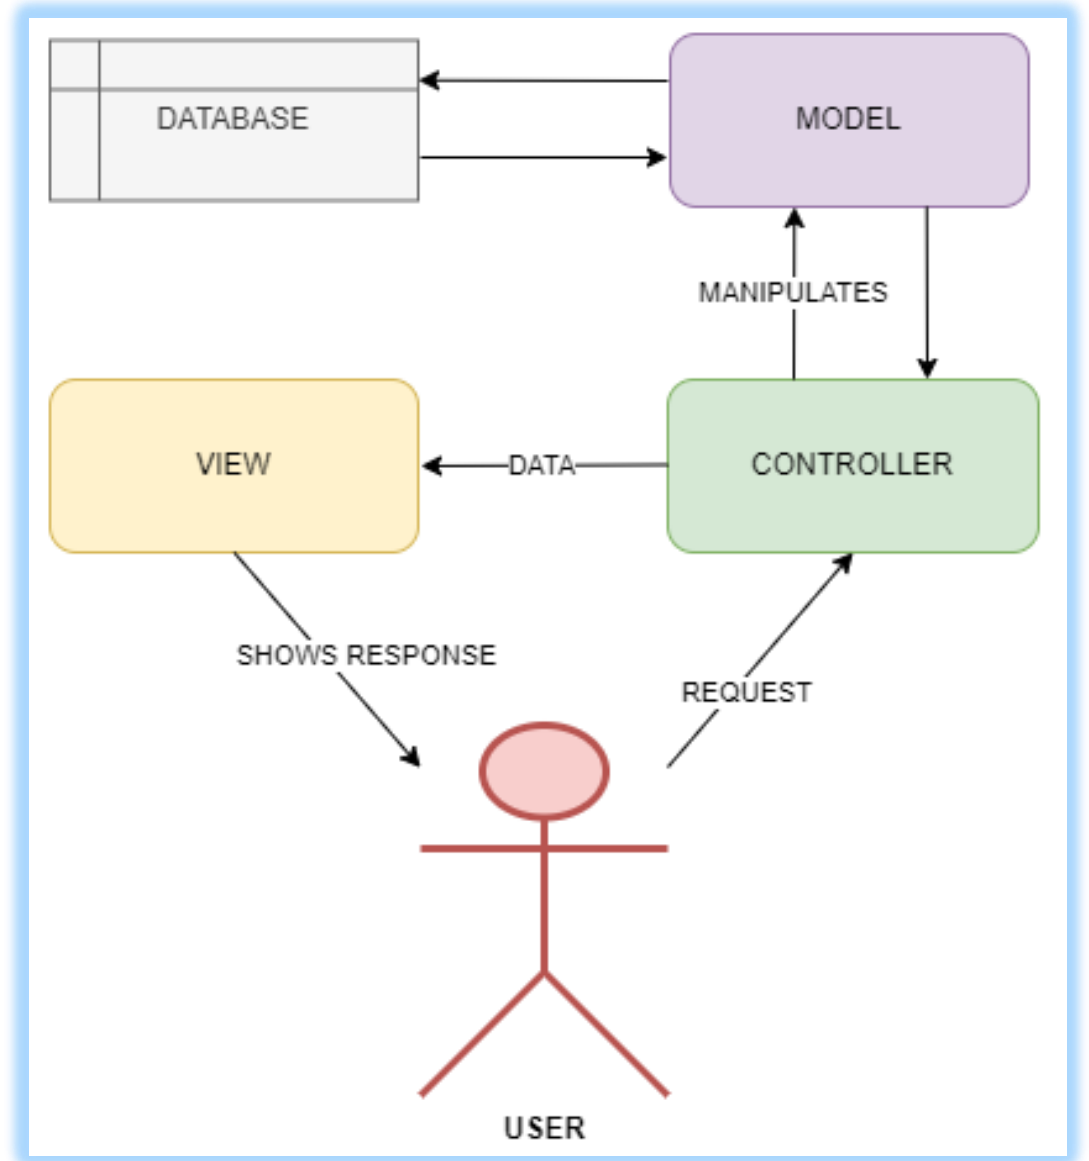 DATABASE
MODEL
MANIPULATES
VIEW
DATA
CONTROLLER
SHOWS RESPONSE
REQUEST
USER